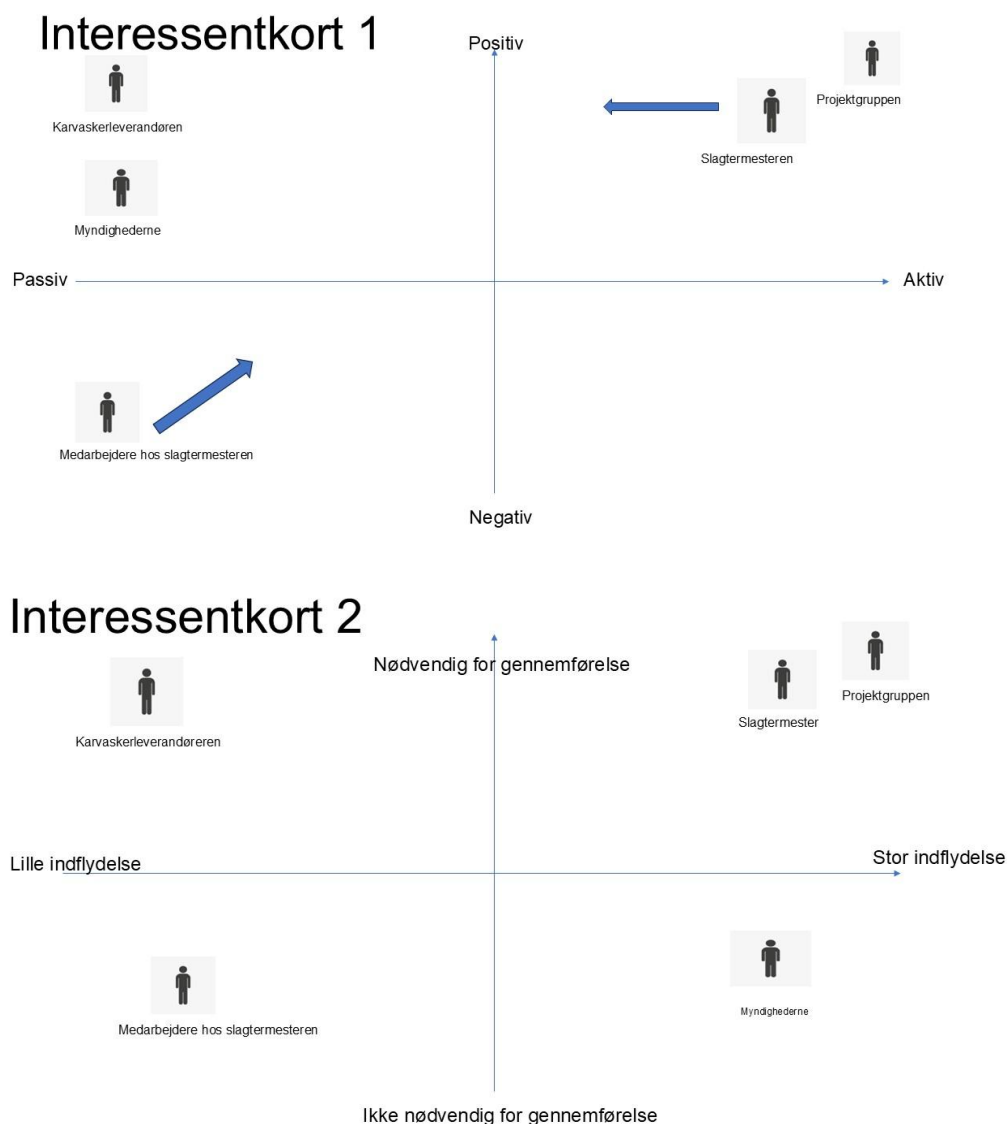 Interessentkort 1
Positiv
Karvaskerleverandøren
Projektgruppen
Slagtermesteren
Myndighederne
Passiv
Aktiv
Medarbejdere hos slagtermesteren
Negativ
Interessentkort 2
Nødvendig for gennemførelse
Karvaskerleverandøreren
Slagtermester
Projektgruppen
Lille indflydelse
Stor indflydelse
Medarbejdere hos slagtermesteren
Myndighederne
Ikke nødvendig for gennemførelse